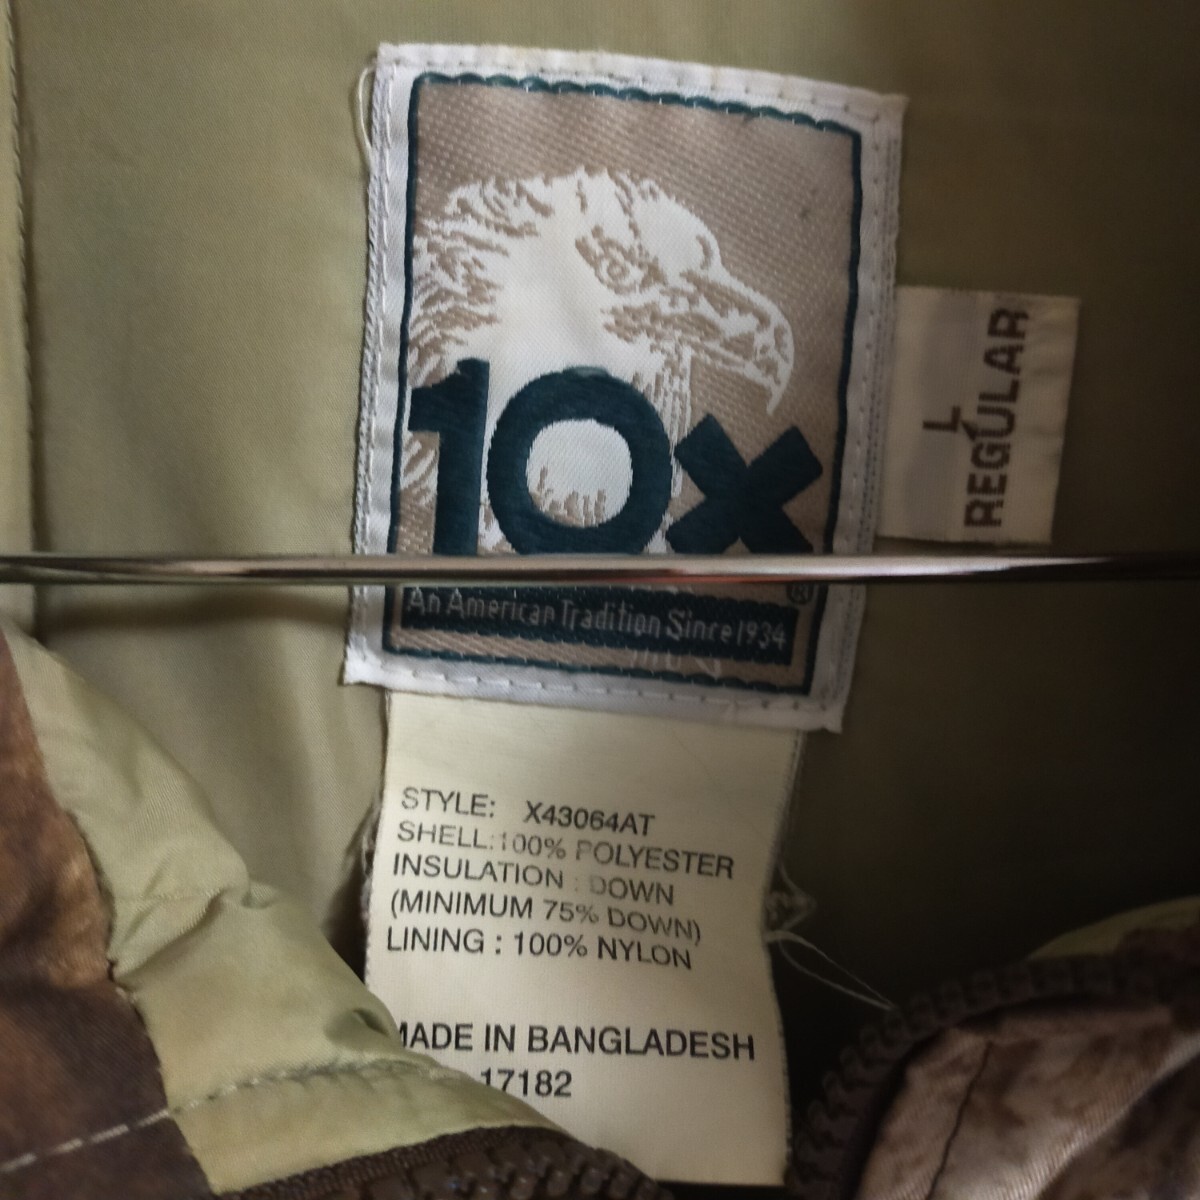 10x
®
An American Tradition Since 1934
L
REGULAR
STYLE: X43064AT
SHELL:100% POLYESTER
INSULATION : DOWN
(MINIMUM 75% DOWN)
LINING : 100% NYLON
MADE IN BANGLADESH
17182